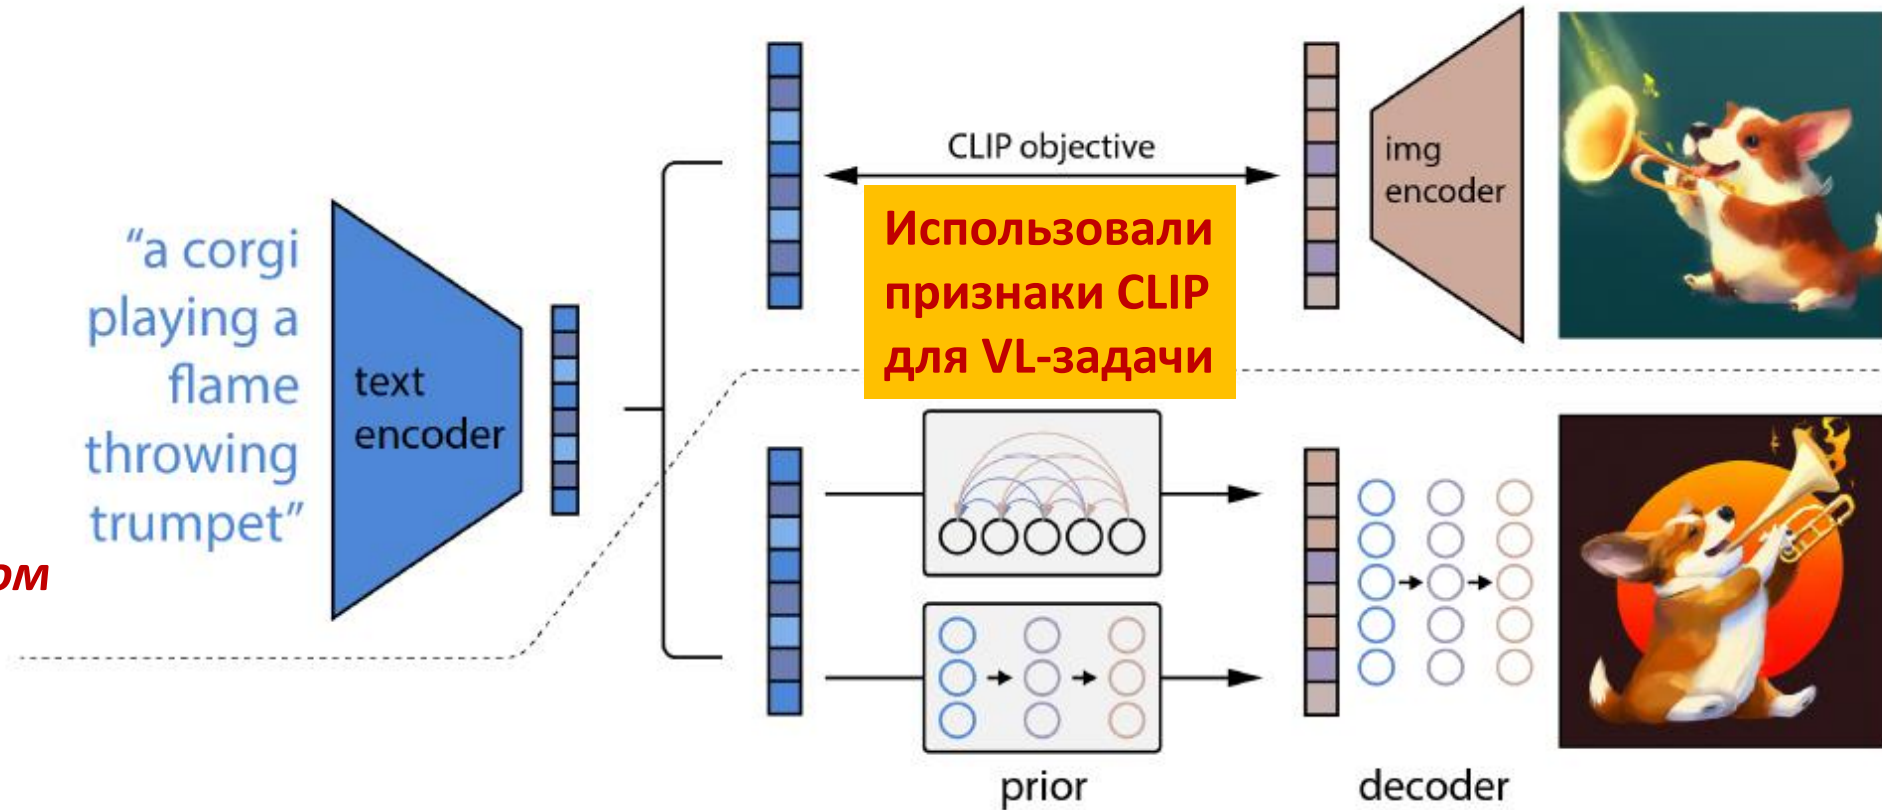 “a corgi
playing a
flame
throwing
trumpet”
text
encoder
CLIP objective
Использовали
признаки CLIP
для VL-задачи
img
encoder
ом
prior
decoder